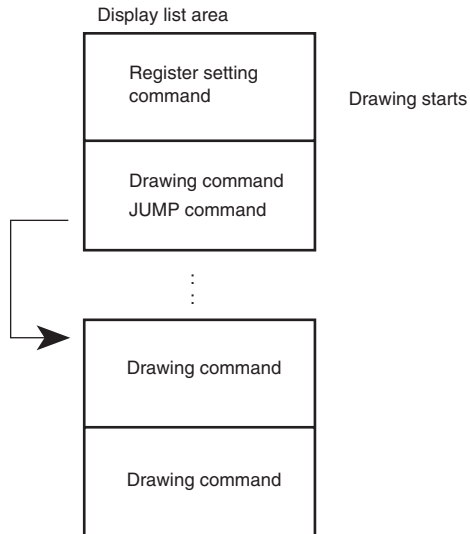 Display list area
Register setting
command
Drawing starts
Drawing command
JUMP command
Drawing command
Drawing command